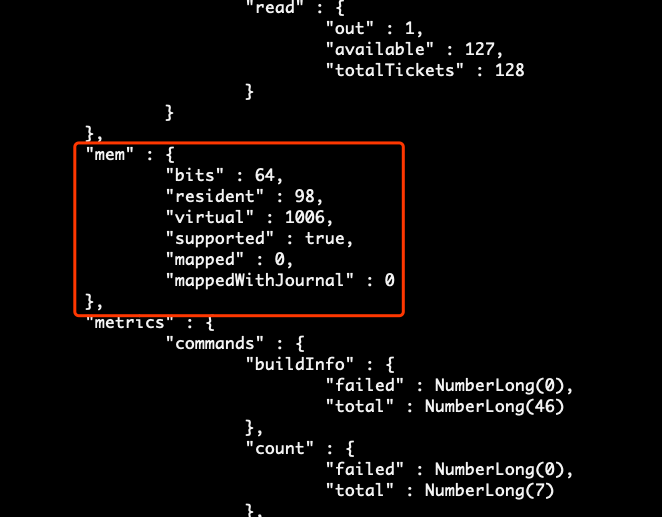 "read" : {
"out" : 1,
"available" : 127,
"totalTickets" : 128
}
}
},
"mem" : {
"bits" : 64,
"resident" : 98,
"virtual" : 1006,
"supported" : true,
"mapped" : 0,
"mappedWithJournal" : 0
},
"metrics" : {
"commands" : {
"buildInfo" : {
"failed" : NumberLong(0),
"total" : NumberLong(46)
},
"count" : {
"failed" : NumberLong(0),
"total" : NumberLong(7)
},